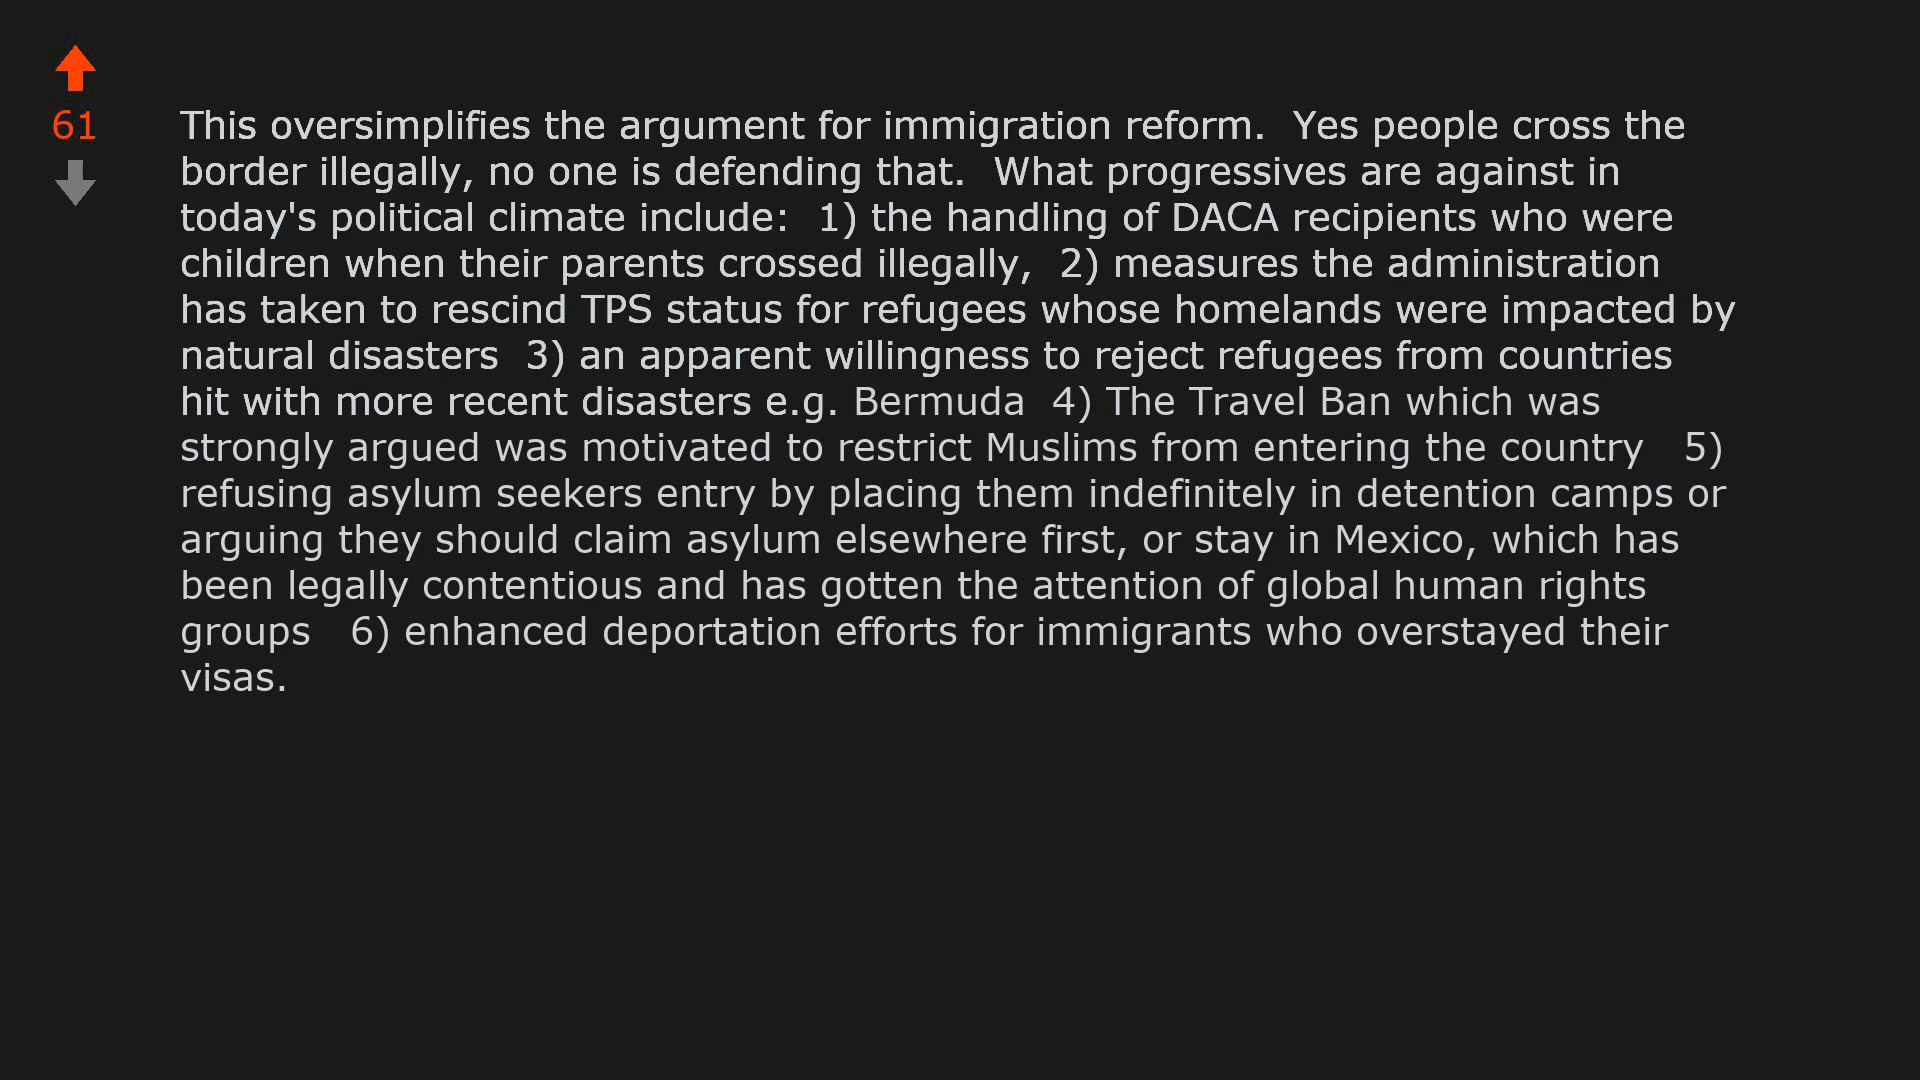 61
This oversimplifies the argument for immigration reform.  Yes people cross the
border illegally, no one is defending that.  What progressives are against in
today's political climate include:  1) the handling of DACA recipients who were
children when their parents crossed illegally,  2) measures the administration
has taken to rescind TPS status for refugees whose homelands were impacted by
natural disasters  3) an apparent willingness to reject refugees from countries
hit with more recent disasters e.g. Bermuda  4) The Travel Ban which was
strongly argued was motivated to restrict Muslims from entering the country   5)
refusing asylum seekers entry by placing them indefinitely in detention camps or
arguing they should claim asylum elsewhere first, or stay in Mexico, which has
been legally contentious and has gotten the attention of global human rights
groups   6) enhanced deportation efforts for immigrants who overstayed their
visas.